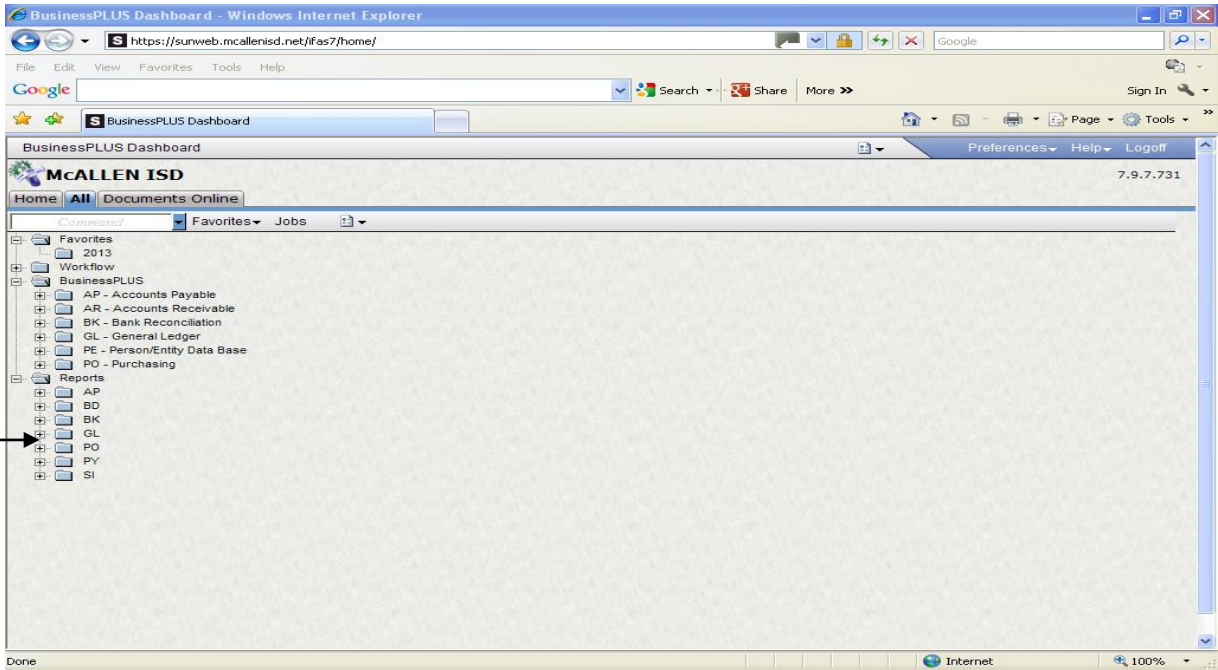 BusinessPLUS Dashboard - Windows Internet Explorer
S https://sunweb.mcallenisd.net/ifas7/home/ Google
File Edit View Favorites Tools Help
Google Search Share More >> Sign In
S BusinessPLUS Dashboard Page Tools >>
BusinessPLUS Dashboard Preferences Help Logoff
McALLEN ISD 7.9.7.731
Home All Documents Online
Command Favorites Jobs
Favorites
2013
Workflow
BusinessPLUS
AP - Accounts Payable
AR - Accounts Receivable
BK - Bank Reconciliation
GL - General Ledger
PE - Person/Entity Data Base
PO - Purchasing
Reports
AP
BD
BK
GL
PO
PY
SI
Done Internet 100%